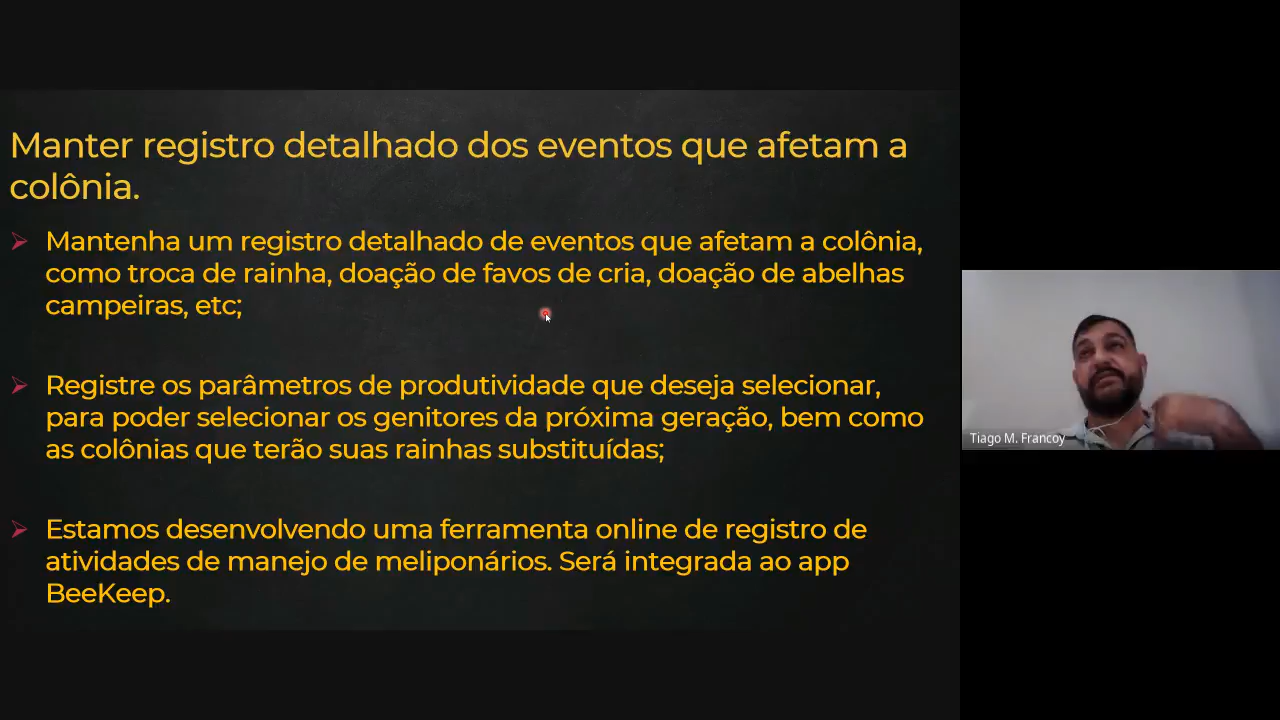 Manter registro detalhado dos eventos que afetam a
colônia.
Mantenha um registro detalhado de eventos que afetam a colônia,
como troca de rainha, doação de favos de cria, doação de abelhas
campeiras, etc;
Registre os parâmetros de produtividade que deseja selecionar,
para poder selecionar os genitores da próxima geração, bem como
as colônias que terão suas rainhas substituídas;
Estamos desenvolvendo uma ferramenta online de registro de
atividades de manejo de meliponários. Será integrada ao app
BeeKeep.
Tiago M. Francoy